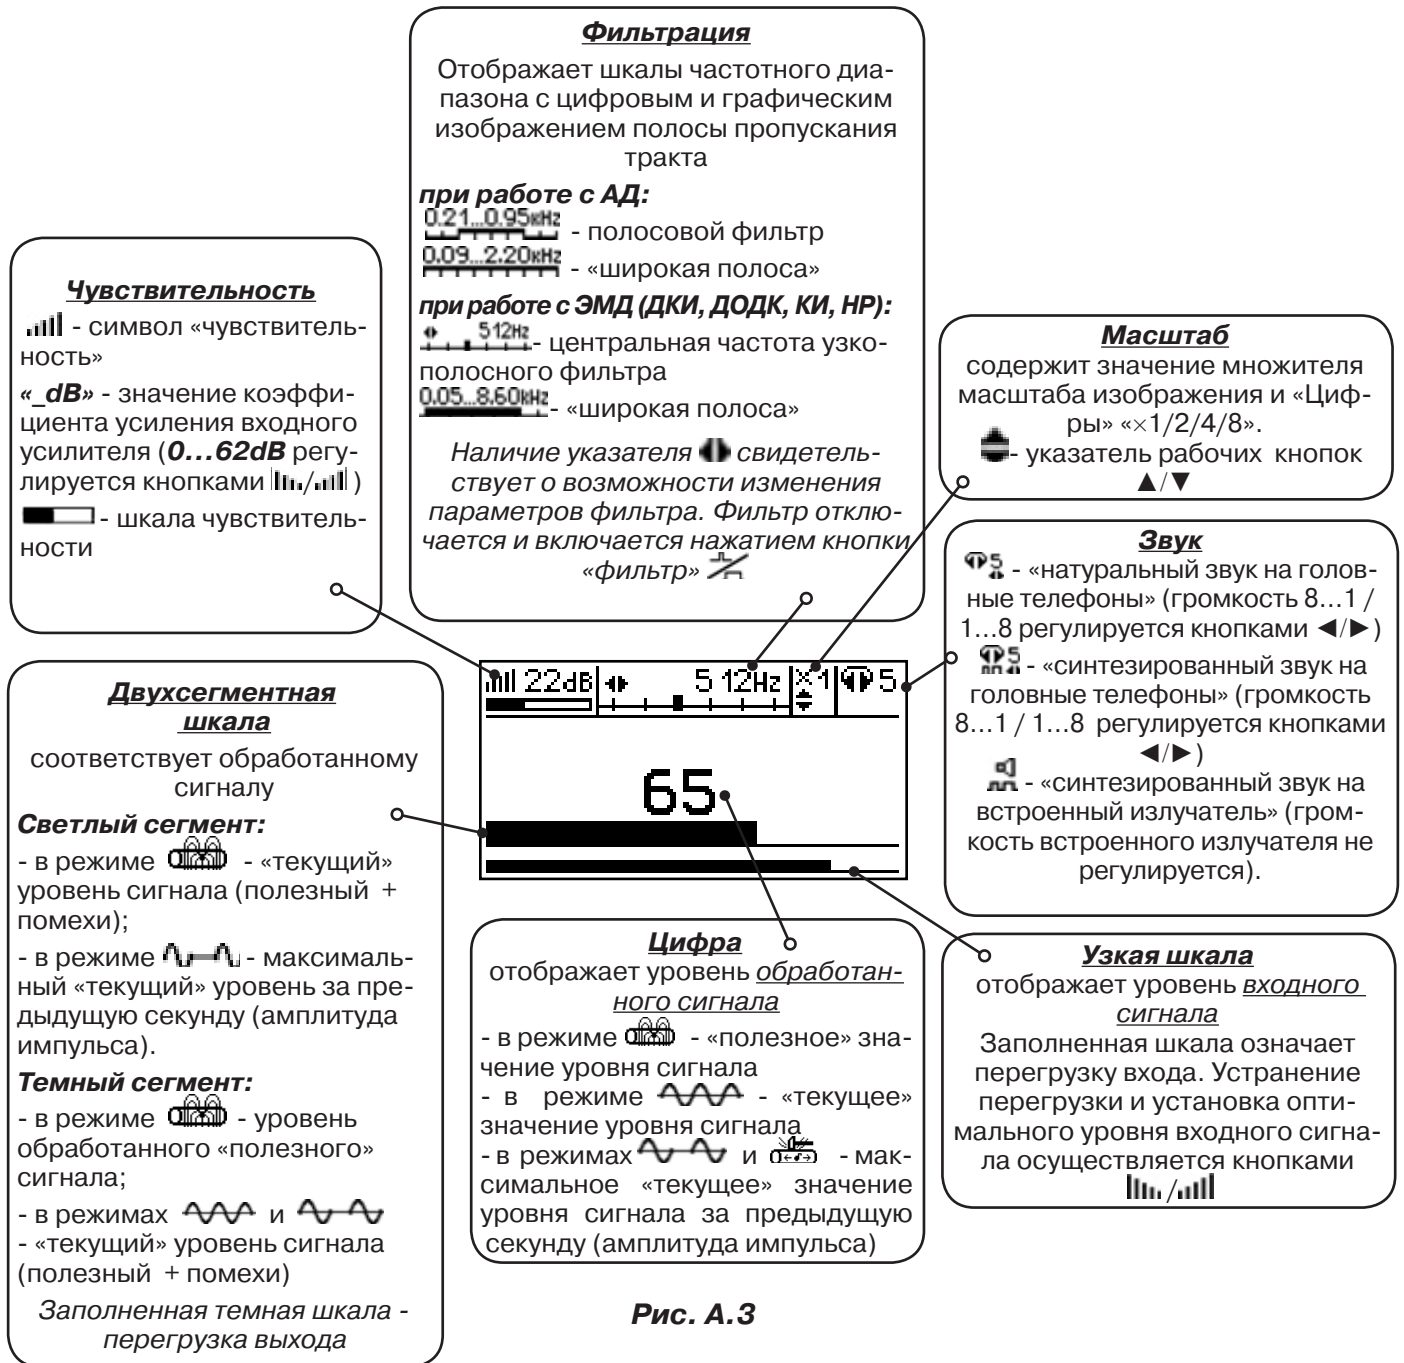 Фильтрация
Отображает шкалы частотного диа-
пазона с цифровым и графическим
изображением полосы пропускания
тракта
при работе с АД:
0.21...0.95кHz - полосовой фильтр
0.09...2.20кHz - «широкая полоса»
при работе с ЭМД (ДКИ, ДОДК, КИ, НР):
512Hz - центральная частота узко-
полосного фильтра
0.05...8.60кHz - «широкая полоса»
Наличие указателя свидетель-
ствует о возможности изменения
параметров фильтра. Фильтр отклю-
чается и включается нажатием кнопки
«фильтр»
Чувствительность
- символ «чувствитель-
ность»
«_dB» - значение коэффи-
циента усиления входного
усилителя (0...62dB регу-
лируется кнопками / )
- шкала чувствитель-
ности
Масштаб
содержит значение множителя
масштаба изображения и «Циф-
ры» «×1/2/4/8».
- указатель рабочих кнопок
▲/▼
Звук
5 - «натуральный звук на голов-
ные телефоны» (громкость 8...1 /
1...8 регулируется кнопками ◄/►)
5 - «синтезированный звук на
головные телефоны» (громкость
8...1 / 1...8 регулируется кнопками
◄/►)
- «синтезированный звук на
встроенный излучатель» (гром-
кость встроенного излучателя не
регулируется).
22dB 512Hz ×1 5
65
Двухсегментная
шкала
соответствует обработанному
сигналу
Светлый сегмент:
- в режиме - «текущий»
уровень сигнала (полезный +
помехи);
- в режиме - максималь-
ный «текущий» уровень за пре-
дыдущую секунду (амплитуда
импульса).
Темный сегмент:
- в режиме - уровень
обработанного «полезного»
сигнала;
- в режимах и
- «текущий» уровень сигнала
(полезный + помехи)
Заполненная темная шкала -
перегрузка выхода
Цифра
отображает уровень обработан-
ного сигнала
- в режиме - «полезное» зна-
чение уровня сигнала
- в режиме - «текущее»
значение уровня сигнала
- в режимах и - мак-
симальное «текущее» значение
уровня сигнала за предыдущую
секунду (амплитуда импульса)
Узкая шкала
отображает уровень входного
сигнала
Заполненная шкала означает
перегрузку входа. Устранение
перегрузки и установка опти-
мального уровня входного сигна-
ла осуществляется кнопками
/
Рис. А.3